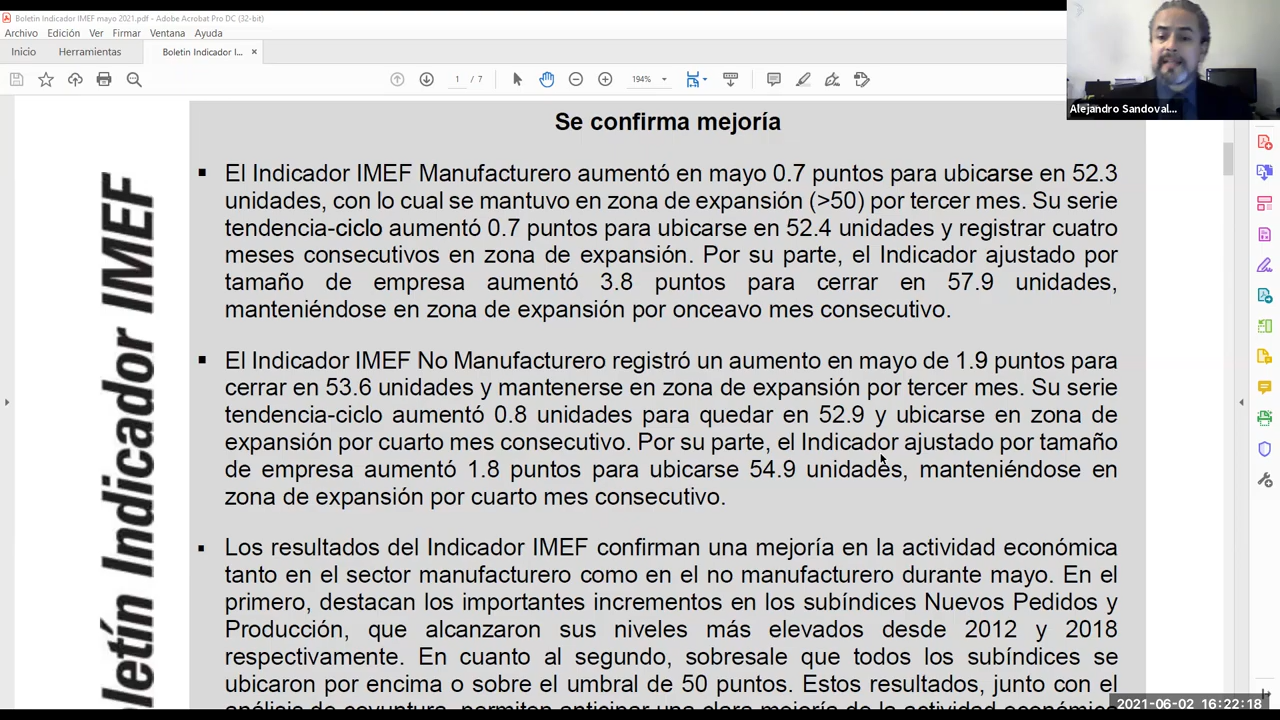 Boletin Indicador IMEF mayo 2021.pdf - Adobe Acrobat Pro DC (32-bit)
Archivo Edición Ver Firmar Ventana Ayuda
Inicio Herramientas Boletin Indicador I... ×
1 / 7 194%
Alejandro Sandoval...
Se confirma mejoría
▪ El Indicador IMEF Manufacturero aumentó en mayo 0.7 puntos para ubicarse en 52.3
unidades, con lo cual se mantuvo en zona de expansión (>50) por tercer mes. Su serie
tendencia-ciclo aumentó 0.7 puntos para ubicarse en 52.4 unidades y registrar cuatro
meses consecutivos en zona de expansión. Por su parte, el Indicador ajustado por
tamaño de empresa aumentó 3.8 puntos para cerrar en 57.9 unidades,
manteniéndose en zona de expansión por onceavo mes consecutivo.
▪ El Indicador IMEF No Manufacturero registró un aumento en mayo de 1.9 puntos para
cerrar en 53.6 unidades y mantenerse en zona de expansión por tercer mes. Su serie
tendencia-ciclo aumentó 0.8 unidades para quedar en 52.9 y ubicarse en zona de
expansión por cuarto mes consecutivo. Por su parte, el Indicador ajustado por tamaño
de empresa aumentó 1.8 puntos para ubicarse 54.9 unidades, manteniéndose en
zona de expansión por cuarto mes consecutivo.
▪ Los resultados del Indicador IMEF confirman una mejoría en la actividad económica
tanto en el sector manufacturero como en el no manufacturero durante mayo. En el
primero, destacan los importantes incrementos en los subíndices Nuevos Pedidos y
Producción, que alcanzaron sus niveles más elevados desde 2012 y 2018
respectivamente. En cuanto al segundo, sobresale que todos los subíndices se
ubicaron por encima o sobre el umbral de 50 puntos. Estos resultados, junto con el
análisis de coyuntura, permiten anticipar una clara mejoría de la actividad económica
letín Indicador IMEF
2021-06-02 16:22:18